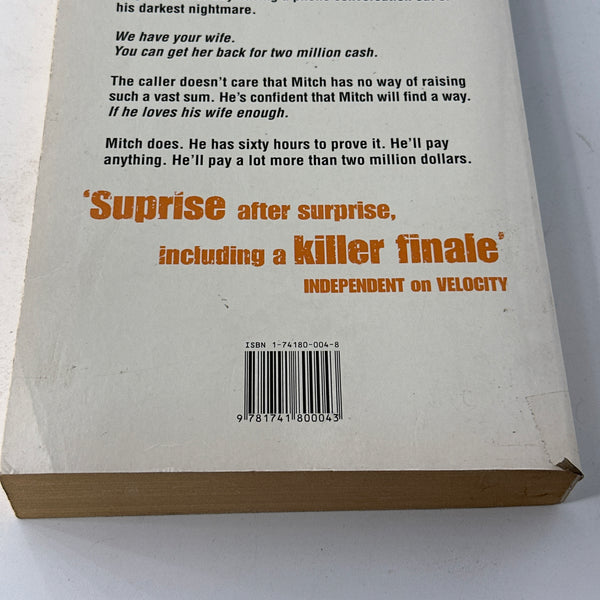 his darkest nightmare.
We have your wife.
You can get her back for two million cash.
The caller doesn't care that Mitch has no way of raising
such a vast sum. He's confident that Mitch will find a way.
If he loves his wife enough.
Mitch does. He has sixty hours to prove it. He'll pay
anything. He'll pay a lot more than two million dollars.
‘Suprise after surprise,
including a killer finale’
INDEPENDENT on VELOCITY
ISBN 1-74180-004-8
9 781741 800043